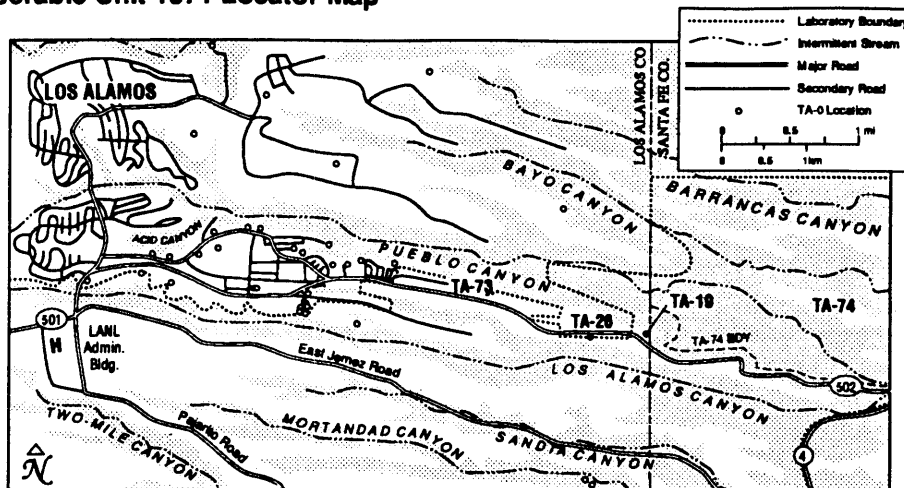 Operable Unit 1071 Locator Map
Laboratory Boundary
Intermittent Stream
Major Road
Secondary Road
TA-0 Location
0 0.5 1 mi
0 0.5 1km
LOS ALAMOS
LOS ALAMOS CO
SANTA FE CO.
BAYO CANYON
BARRANCAS CANYON
ACID CANYON
PUEBLO CANYON
TA-73
TA-19
TA-74
TA-26
TA-74 BDY
501
H
LANL
Admin.
Bldg.
East Jemez Road
LOS ALAMOS CANYON
502
TWO-MILE CANYON
Pajarito Road
MORTANDAD CANYON
SANDIA CANYON
4
N